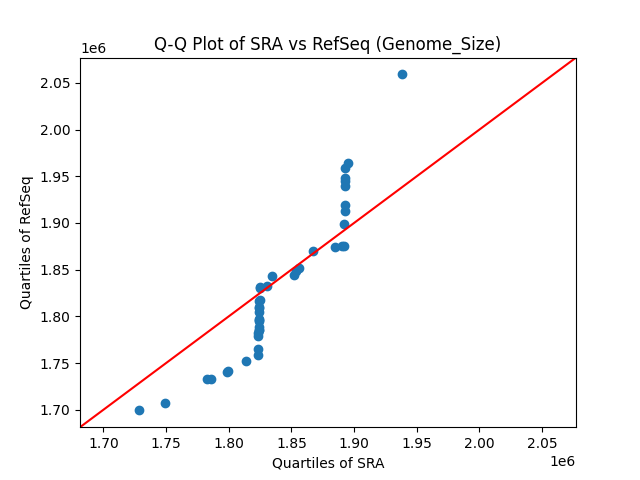 Q-Q Plot of SRA vs RefSeq (Genome_Size)
1e6
2.05
2.00
1.95
1.90
1.85
1.80
1.75
1.70
Quartiles of RefSeq
1.70 1.75 1.80 1.85 1.90 1.95 2.00 2.05
Quartiles of SRA
1e6